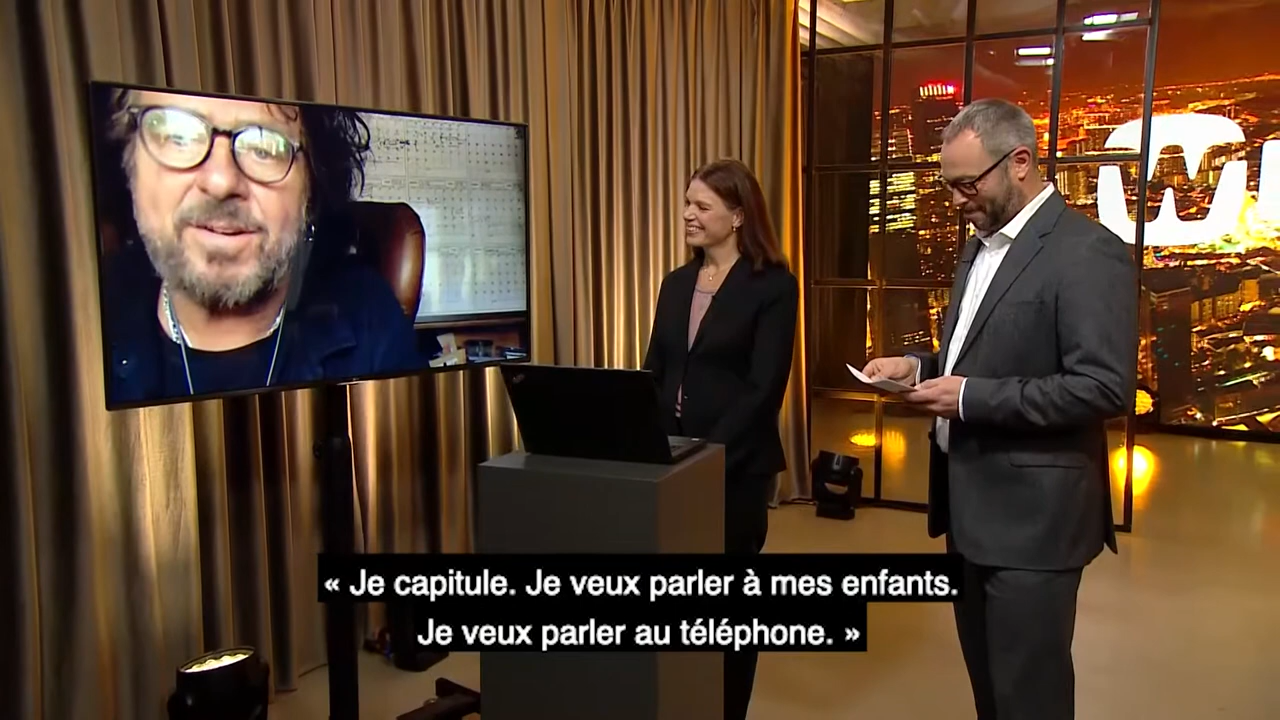 « Je capitule. Je veux parler à mes enfants.
Je veux parler au téléphone. »